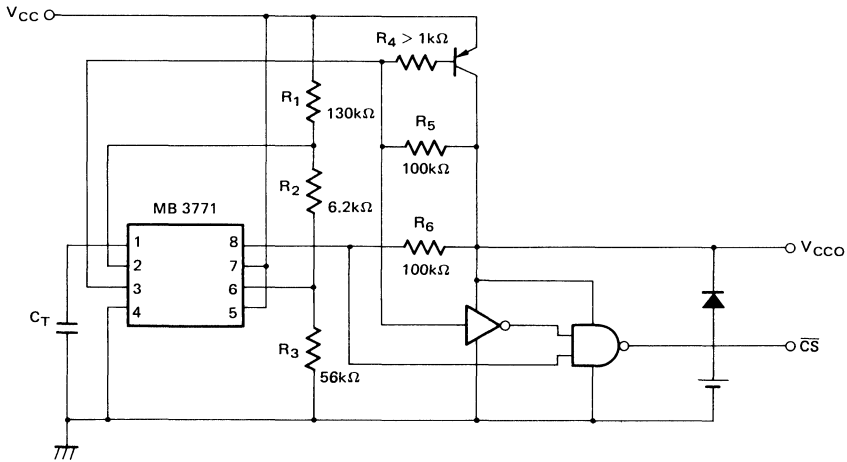 VCC
R4 > 1kΩ
R1
130kΩ
R5
100kΩ
R2
6.2kΩ
MB 3771
R6
100kΩ
VCCO
1 8
2 7
3 6
4 5
CT
R3
56kΩ
C̅S̅